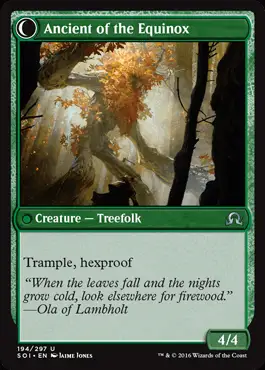 Ancient of the Equinox
Creature — Treefolk
Trample, hexproof
“When the leaves fall and the nights
grow cold, look elsewhere for firewood.”
—Ola of Lambholt
4/4
194/297 U
SOI • EN Jaime Jones
™ & © 2016 Wizards of the Coast